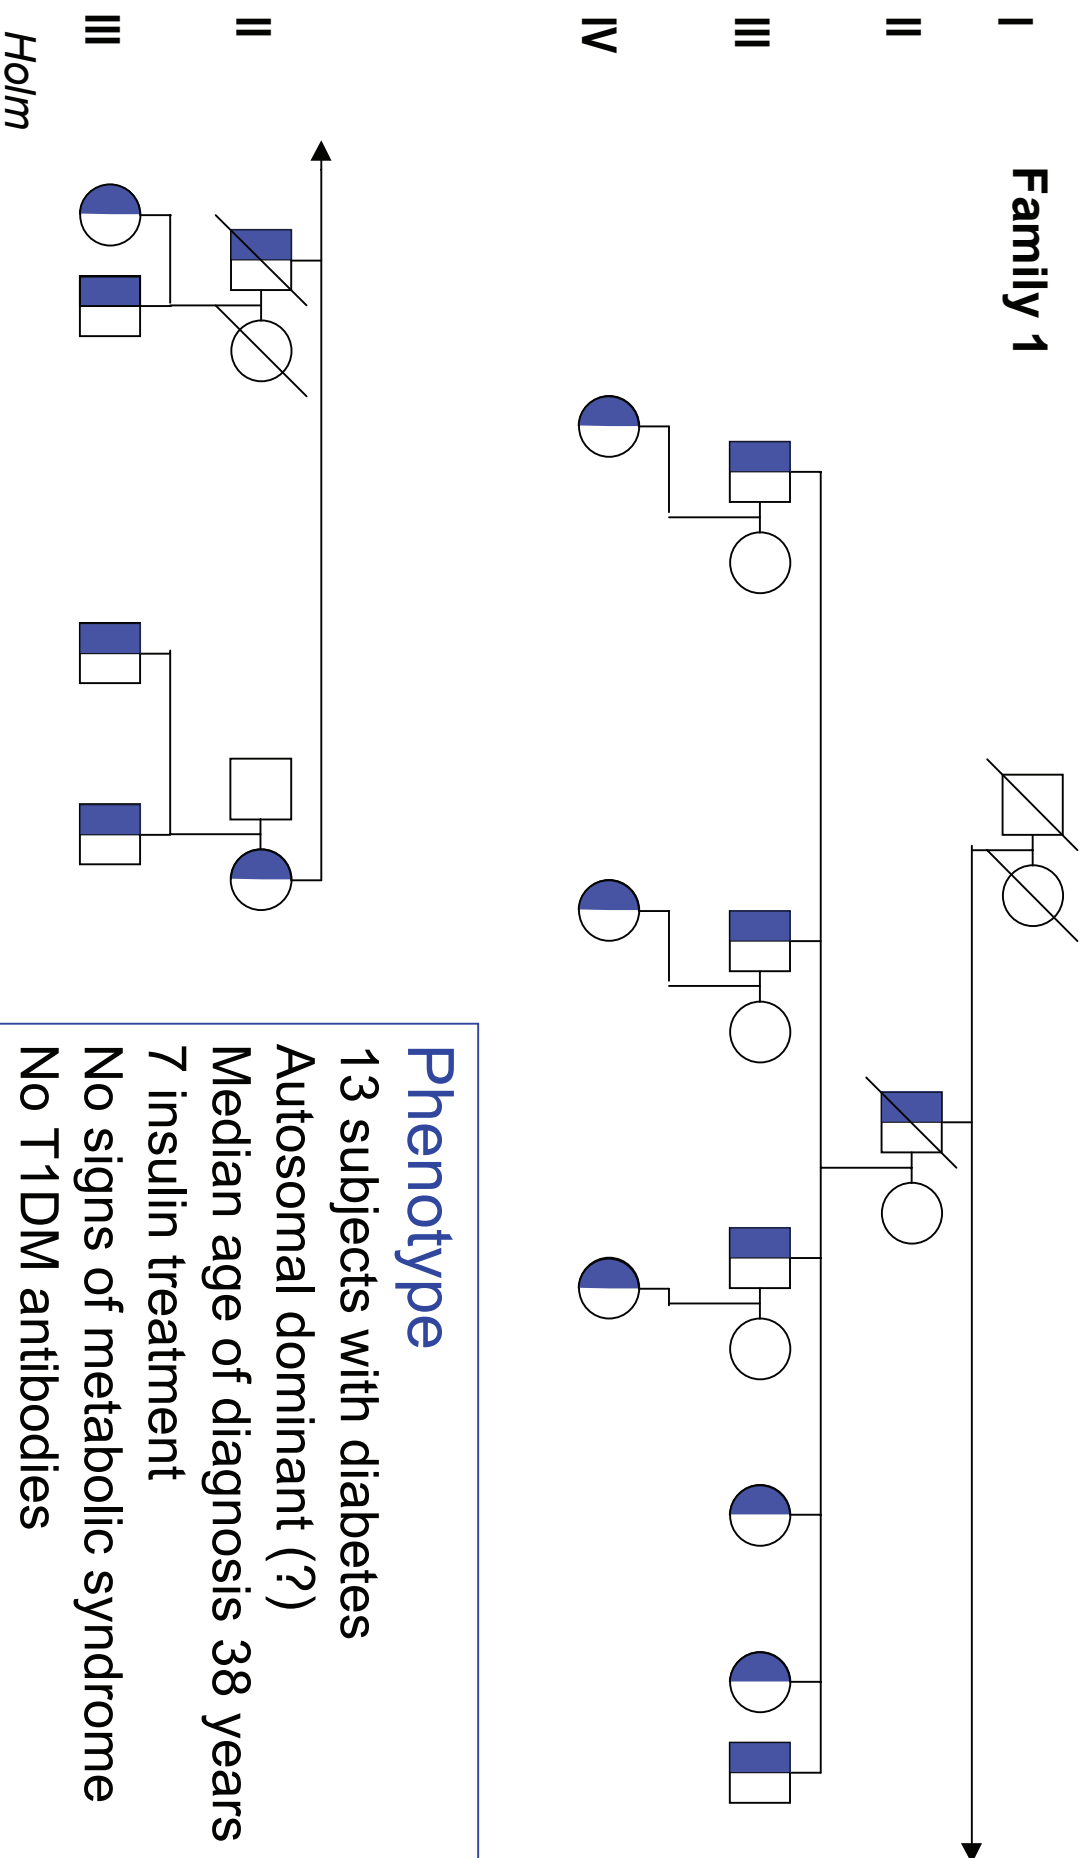 Family 1
I
II
III
IV
II
III
Phenotype
13 subjects with diabetes
Autosomal dominant (?)
Median age of diagnosis 38 years
7 insulin treatment
No signs of metabolic syndrome
No T1DM antibodies
Holm